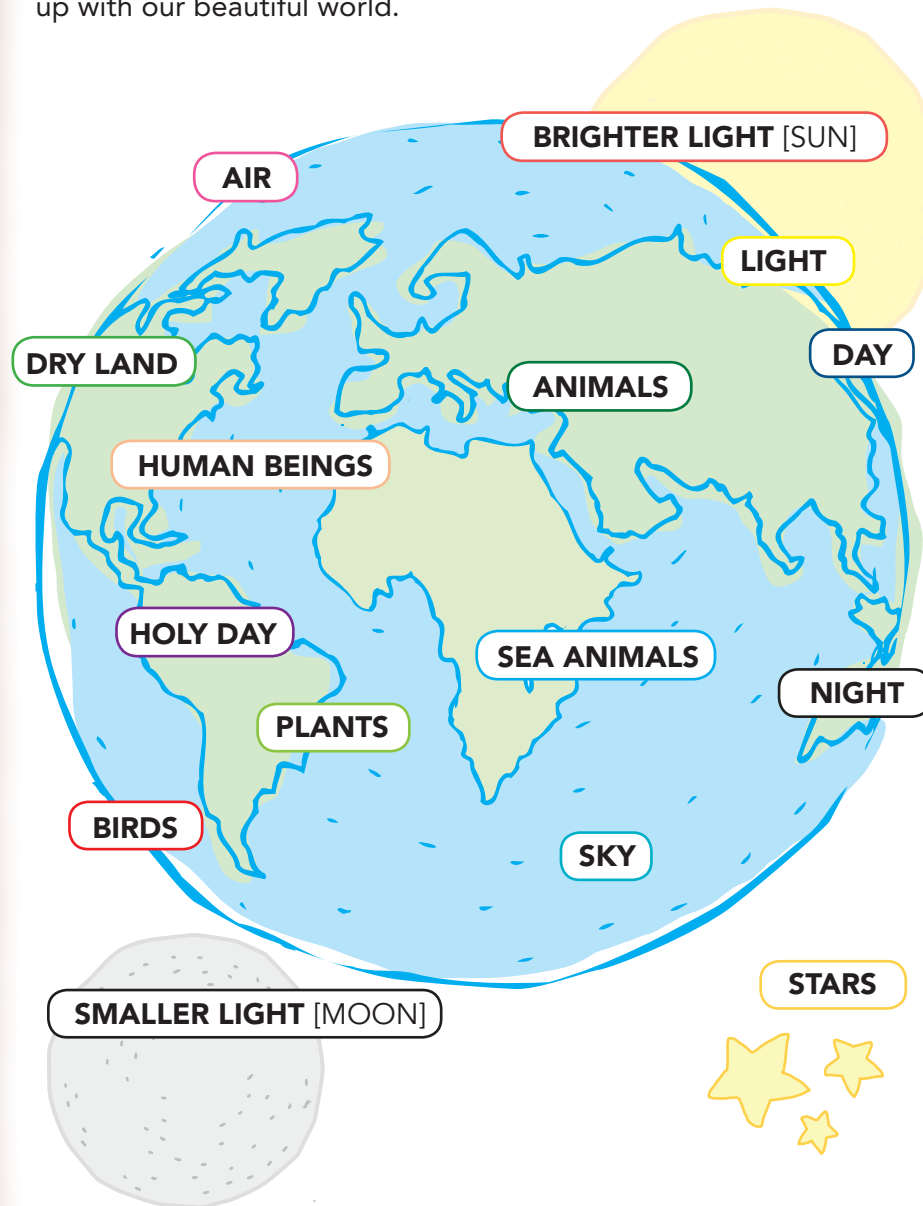 up with our beautiful world.
BRIGHTER LIGHT [SUN]
AIR
LIGHT
DAY
DRY LAND
ANIMALS
HUMAN BEINGS
HOLY DAY
SEA ANIMALS
NIGHT
PLANTS
BIRDS
SKY
STARS
SMALLER LIGHT [MOON]